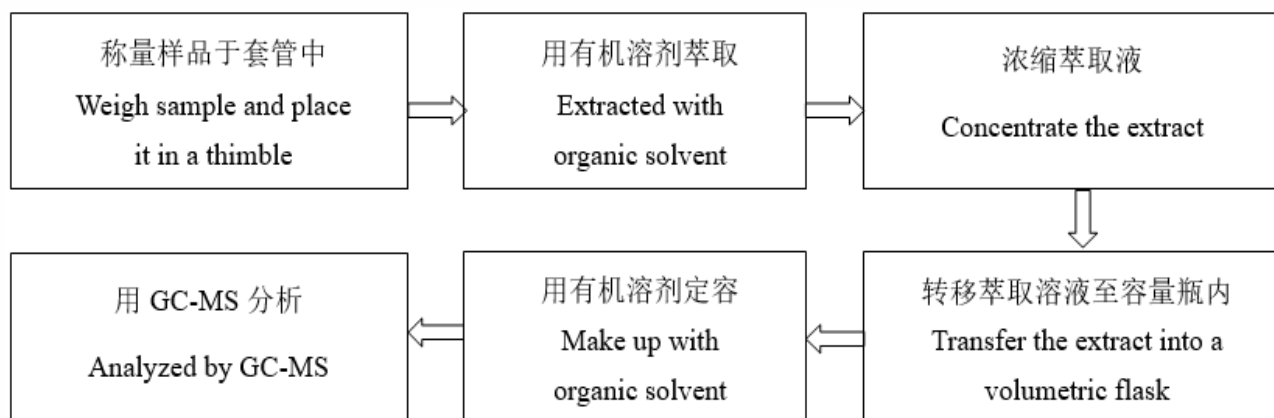 称量样品于套管中
Weigh sample and place
it in a thimble
用有机溶剂萃取
Extracted with
organic solvent
浓缩萃取液
Concentrate the extract
转移萃取溶液至容量瓶内
Transfer the extract into a
volumetric flask
用有机溶剂定容
Make up with
organic solvent
用 GC-MS 分析
Analyzed by GC-MS